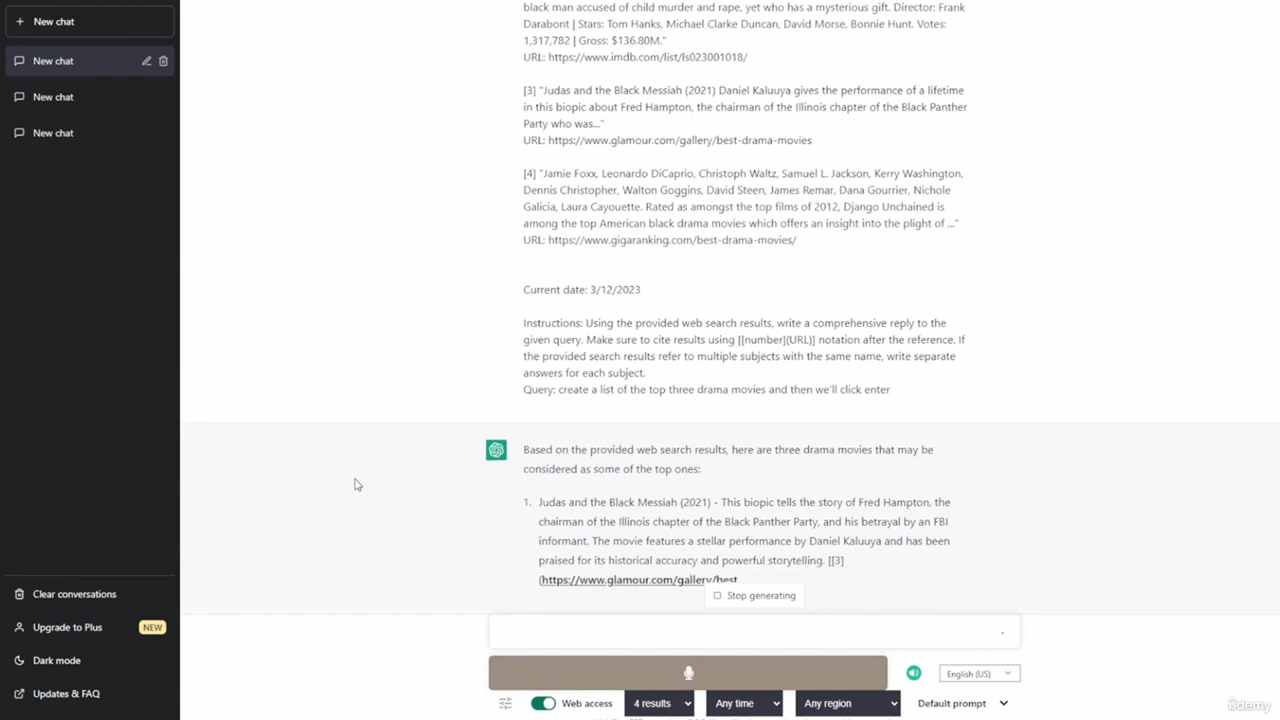 New chat
New chat
New chat
New chat
Clear conversations
Upgrade to Plus
NEW
Dark mode
Updates & FAQ
black man accused of child murder and rape, yet who has a mysterious gift. Director: Frank
Darabont | Stars: Tom Hanks, Michael Clarke Duncan, David Morse, Bonnie Hunt. Votes:
1,317,782 | Gross: $136.80M."
URL: https://www.imdb.com/list/ls023001018/
[3] "Judas and the Black Messiah (2021) Daniel Kaluuya gives the performance of a lifetime
in this biopic about Fred Hampton, the chairman of the Illinois chapter of the Black Panther
Party who was..."
URL: https://www.glamour.com/gallery/best-drama-movies
[4] "Jamie Foxx, Leonardo DiCaprio, Christoph Waltz, Samuel L. Jackson, Kerry Washington,
Dennis Christopher, Walton Goggins, David Steen, James Remar, Dana Gourrier, Nichole
Galicia, Laura Cayouette. Rated as amongst the top films of 2012, Django Unchained is
among the top American black drama movies which offers an insight into the plight of ..."
URL: https://www.gigaranking.com/best-drama-movies/
Current date: 3/12/2023
Instructions: Using the provided web search results, write a comprehensive reply to the
given query. Make sure to cite results using [[number](URL)] notation after the reference. If
the provided search results refer to multiple subjects with the same name, write separate
answers for each subject.
Query: create a list of the top three drama movies and then we'll click enter
Based on the provided web search results, here are three drama movies that may be
considered as some of the top ones:
1. Judas and the Black Messiah (2021) - This biopic tells the story of Fred Hampton, the
chairman of the Illinois chapter of the Black Panther Party, and his betrayal by an FBI
informant. The movie features a stellar performance by Daniel Kaluuya and has been
praised for its historical accuracy and powerful storytelling. [[3]
(https://www.glamour.com/gallery/best
Stop generating
English (US)
Web access
4 results
Any time
Any region
Default prompt
ûdemy